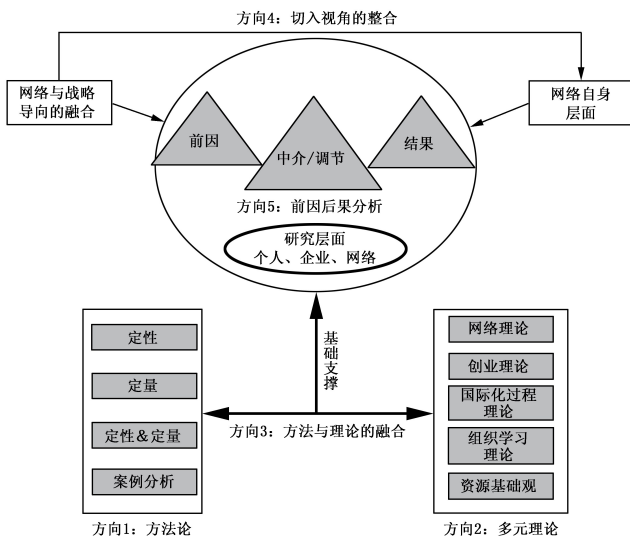 方向4：切入视角的整合
网络与战略
导向的融合
网络自身
层面
前因
中介/调节
结果
方向5：前因后果分析
研究层面
个人、企业、网络
基础支撑
定性
定量
定性&定量
案例分析
方向3：方法与理论的融合
网络理论
创业理论
国际化过程
理论
组织学习
理论
资源基础观
方向1：方法论
方向2：多元理论